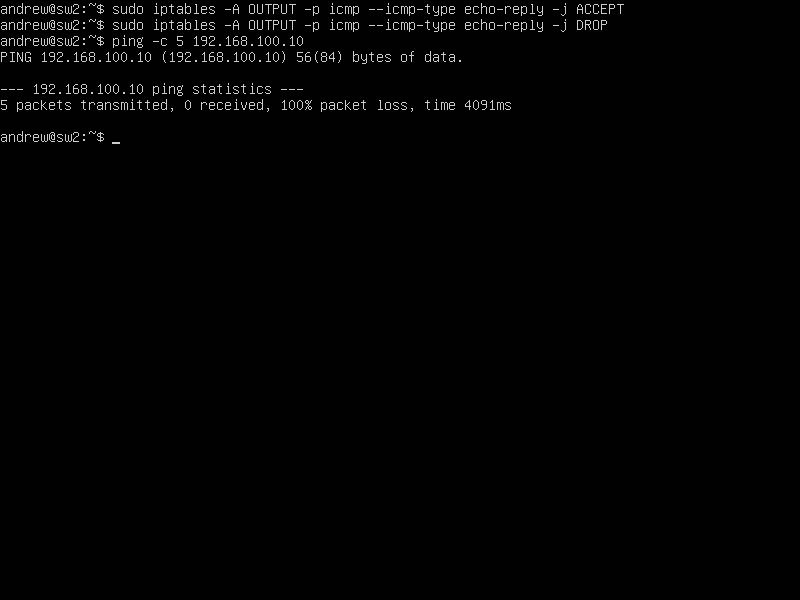 andrew@sw2:~$ sudo iptables -A OUTPUT -p icmp --icmp-type echo-reply -j ACCEPT
andrew@sw2:~$ sudo iptables -A OUTPUT -p icmp --icmp-type echo-reply -j DROP
andrew@sw2:~$ ping -c 5 192.168.100.10
PING 192.168.100.10 (192.168.100.10) 56(84) bytes of data.
--- 192.168.100.10 ping statistics ---
5 packets transmitted, 0 received, 100% packet loss, time 4091ms
andrew@sw2:~$ _